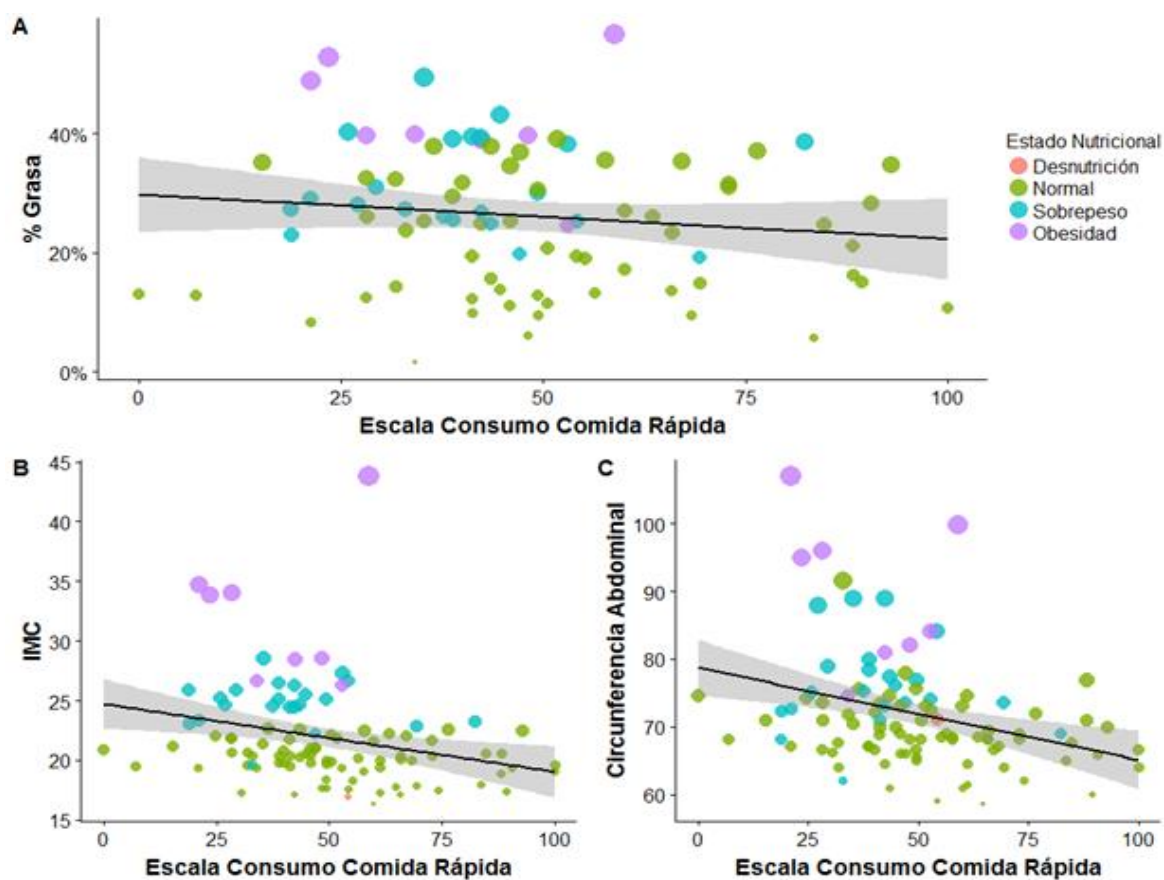 A
% Grasa
40%
20%
0%
0 25 50 75 100
Escala Consumo Comida Rápida
Estado Nutricional
Desnutrición
Normal
Sobrepeso
Obesidad
B
IMC
45
40
35
30
25
20
15
0 25 50 75 100
Escala Consumo Comida Rápida
C
Circunferencia Abdominal
100
90
80
70
60
0 25 50 75 100
Escala Consumo Comida Rápida